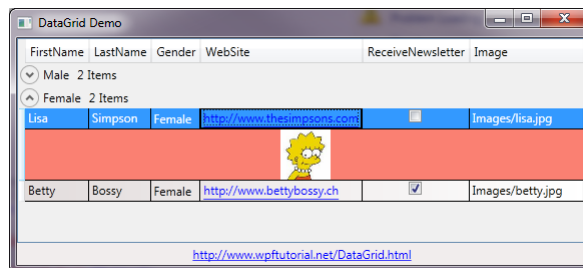 DataGrid Demo
FirstName LastName Gender WebSite ReceiveNewsletter Image
Male 2 Items
Female 2 Items
Lisa Simpson Female http://www.thesimpsons.com Images/lisa.jpg
Betty Bossy Female http://www.bettybossy.ch Images/betty.jpg
http://www.wpftutorial.net/DataGrid.html